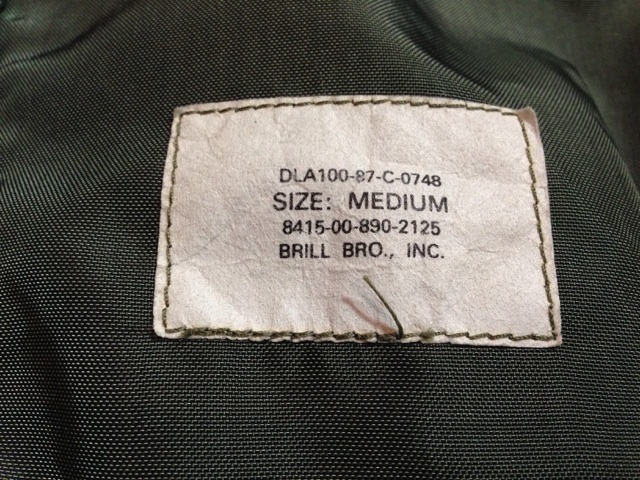 DLA100-87-C-0748
SIZE: MEDIUM
8415-00-890-2125
BRILL BRO., INC.